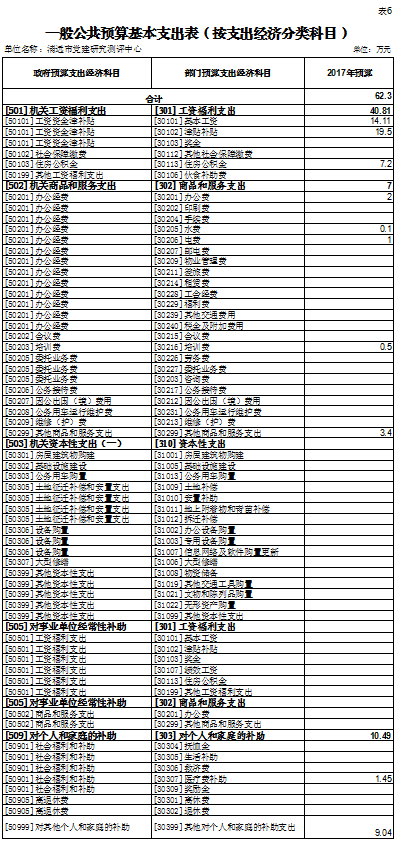 表6
一般公共预算基本支出表（按支出经济分类科目）
单位名称：清远市党建研究测评中心 单位：万元
政府预算支出经济科目 部门预算支出经济科目 2017年预算
合计 62.3
[501]机关工资福利支出 [301]工资福利支出 40.81
[50101]工资奖金津补贴 [30101]基本工资 14.11
[50101]工资奖金津补贴 [30102]津贴补贴 19.5
[50101]工资奖金津补贴 [30103]奖金
[50102]社会保障缴费 [30112]其他社会保障缴费
[50103]住房公积金 [30113]住房公积金 7.2
[50199]其他工资福利支出 [30106]伙食补助费
[502]机关商品和服务支出 [302]商品和服务支出 7
[50201]办公经费 [30201]办公费 2
[50201]办公经费 [30202]印刷费
[50201]办公经费 [30204]手续费
[50201]办公经费 [30205]水费 0.1
[50201]办公经费 [30206]电费 1
[50201]办公经费 [30207]邮电费
[50201]办公经费 [30209]物业管理费
[50201]办公经费 [30211]差旅费
[50201]办公经费 [30214]租赁费
[50201]办公经费 [30228]工会经费
[50201]办公经费 [30229]福利费
[50201]办公经费 [30239]其他交通费用
[50201]办公经费 [30240]税金及附加费用
[50202]会议费 [30215]会议费
[50203]培训费 [30216]培训费 0.5
[50205]委托业务费 [30226]劳务费
[50205]委托业务费 [30227]委托业务费
[50205]委托业务费 [30203]咨询费
[50206]公务接待费 [30217]公务接待费
[50207]因公出国（境）费用 [30212]因公出国（境）费用
[50208]公务用车运行维护费 [30231]公务用车运行维护费
[50209]维修（护）费 [30213]维修（护）费
[50299]其他商品和服务支出 [30299]其他商品和服务支出 3.4
[503]机关资本性支出（一） [310]资本性支出
[50301]房屋建筑物购建 [31001]房屋建筑物购建
[50302]基础设施建设 [31005]基础设施建设
[50303]公务用车购置 [31013]公务用车购置
[50305]土地征迁补偿和安置支出 [31009]土地补偿
[50305]土地征迁补偿和安置支出 [31010]安置补助
[50305]土地征迁补偿和安置支出 [31011]地上附着物和青苗补偿
[50305]土地征迁补偿和安置支出 [31012]拆迁补偿
[50306]设备购置 [31002]办公设备购置
[50306]设备购置 [31003]专用设备购置
[50306]设备购置 [31007]信息网络及软件购置更新
[50307]大型修缮 [31006]大型修缮
[50399]其他资本性支出 [31008]物资储备
[50399]其他资本性支出 [31019]其他交通工具购置
[50399]其他资本性支出 [31021]文物和陈列品购置
[50399]其他资本性支出 [31022]无形资产购置
[50399]其他资本性支出 [31099]其他资本性支出
[505]对事业单位经常性补助 [301]工资福利支出
[50501]工资福利支出 [30101]基本工资
[50501]工资福利支出 [30102]津贴补贴
[50501]工资福利支出 [30103]奖金
[50501]工资福利支出 [30107]绩效工资
[50501]工资福利支出 [30113]住房公积金
[50501]工资福利支出 [30199]其他工资福利支出
[505]对事业单位经常性补助 [302]商品和服务支出
[50502]商品和服务支出 [30201]办公费
[50502]商品和服务支出 [30299]其他商品和服务支出
[509]对个人和家庭的补助 [303]对个人和家庭的补助 10.49
[50901]社会福利和补助 [30304]抚恤金
[50901]社会福利和补助 [30305]生活补助
[50901]社会福利和补助 [30306]救济费
[50901]社会福利和补助 [30307]医疗费补助 1.45
[50901]社会福利和补助 [30309]奖励金
[50905]离退休费 [30301]离休费
[50905]离退休费 [30302]退休费
[50999]对其他个人和家庭的补助 [30399]其他对个人和家庭的补助支出 9.04